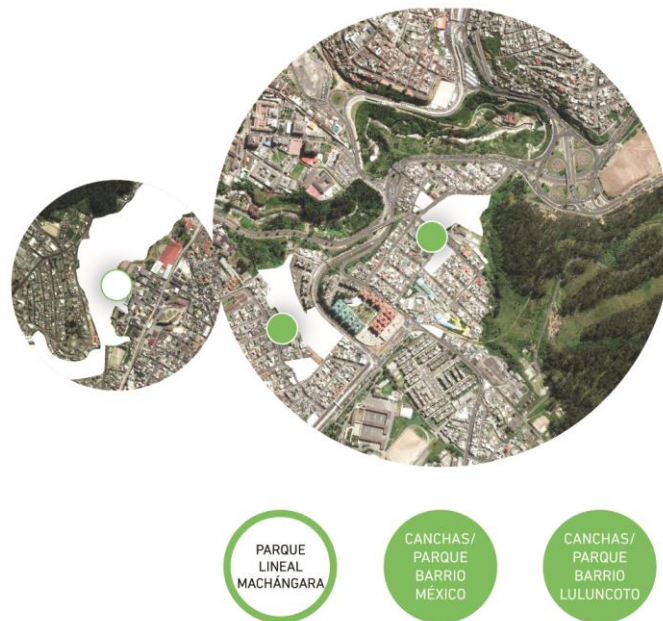 PARQUE
LINEAL
MACHÁNGARA
CANCHAS/
PARQUE
BARRIO
MÉXICO
CANCHAS/
PARQUE
BARRIO
LULUNCOTO